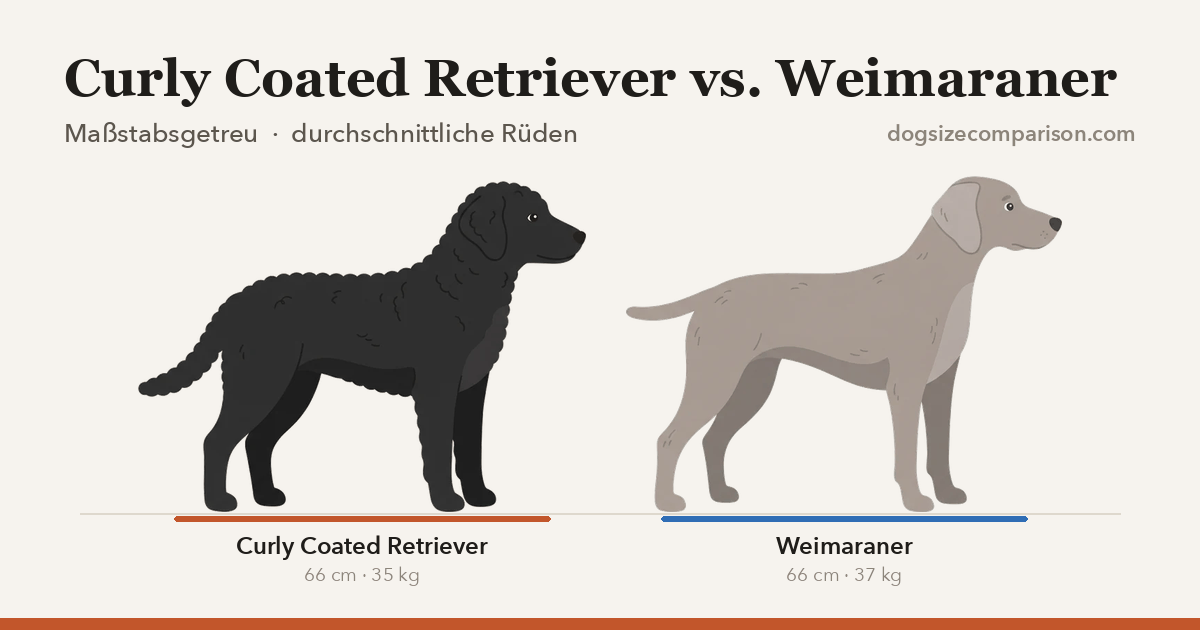 Curly Coated Retriever vs. Weimaraner
Maßstabsgetreu · durchschnittliche Rüden
dogsizecomparison.com
Curly Coated Retriever
66 cm · 35 kg
Weimaraner
66 cm · 37 kg